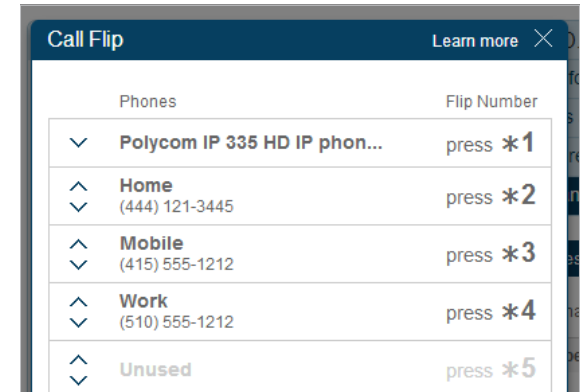 Call Flip Learn more
Phones Flip Number
Polycom IP 335 HD IP phon... press *1
Home
(444) 121-3445 press *2
Mobile
(415) 555-1212 press *3
Work
(510) 555-1212 press *4
Unused press *5